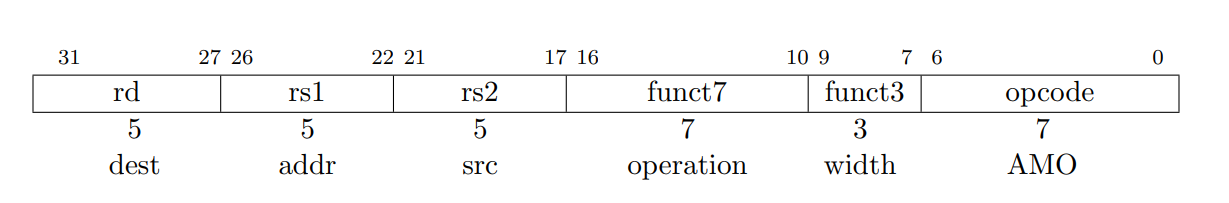 31 27 26 22 21 17 16 10 9 7 6 0
rd rs1 rs2 funct7 funct3 opcode
5 5 5 7 3 7
dest addr src operation width AMO